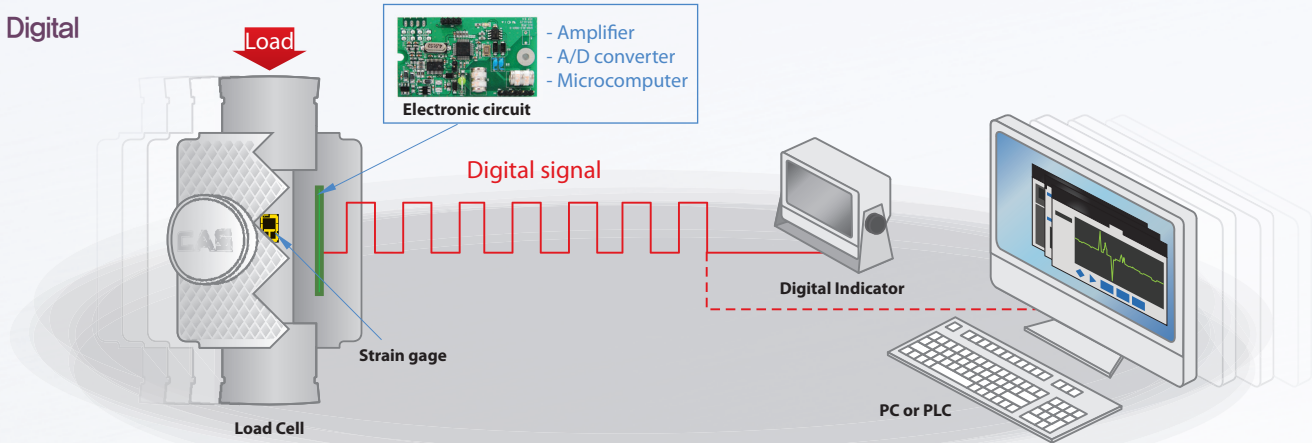 Digital
Load
- Amplifier
- A/D converter
- Microcomputer
Electronic circuit
Digital signal
CAS
Digital Indicator
Strain gage
PC or PLC
Load Cell